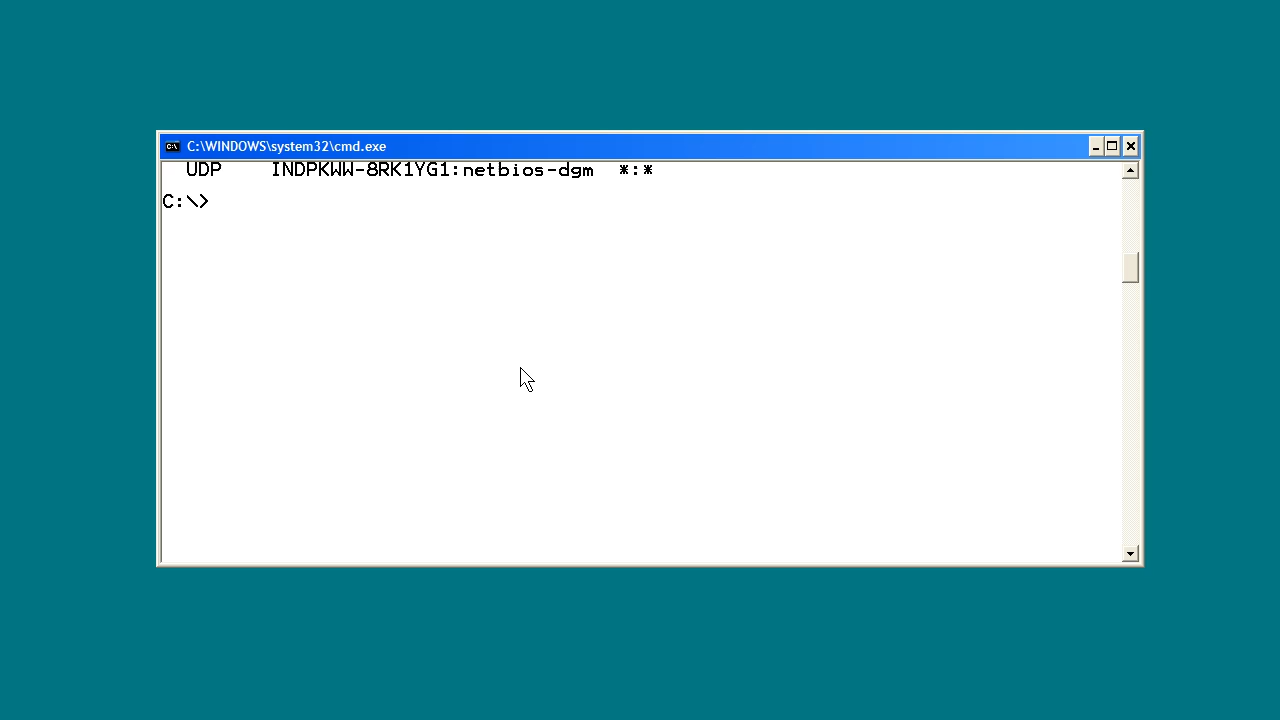 C:\WINDOWS\system32\cmd.exe
UDP    INDPKWW-8RK1YG1:netbios-dgm  *:*
C:\>